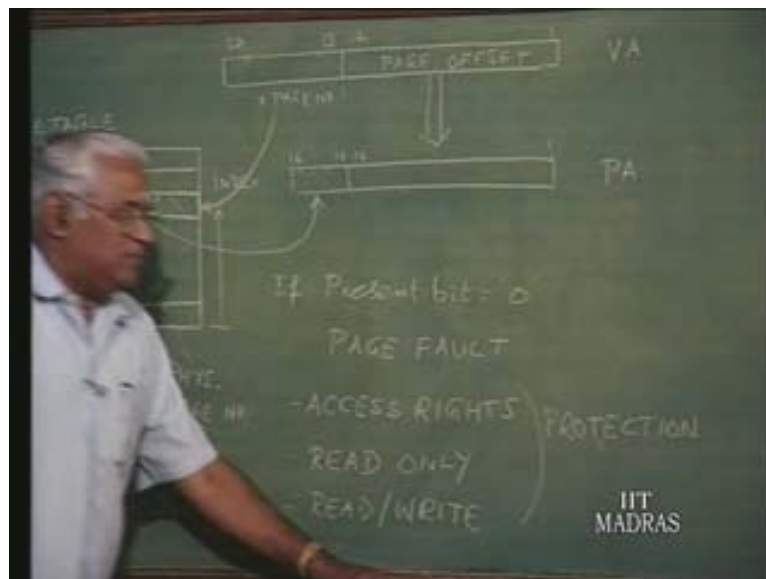 PAGE OFFSET
VA
INDEX
PA
If Present bit = 0
PAGE FAULT
- ACCESS RIGHTS
READ ONLY
- READ/WRITE
PROTECTION
IIT
MADRAS